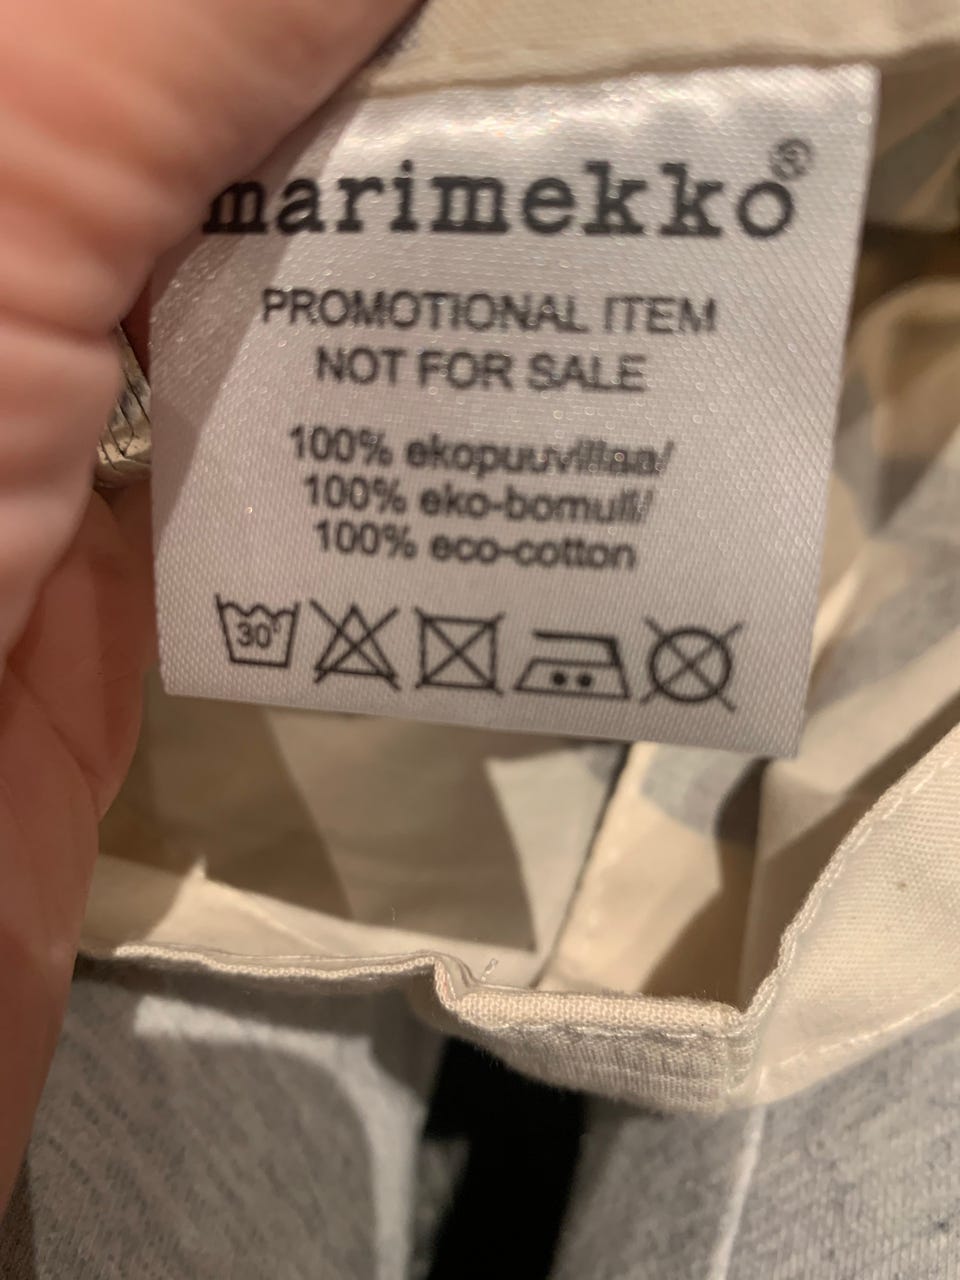 marimekko®
PROMOTIONAL ITEM
NOT FOR SALE
100% ekopuuvillaa/
100% eko-bomull/
100% eco-cotton
30°